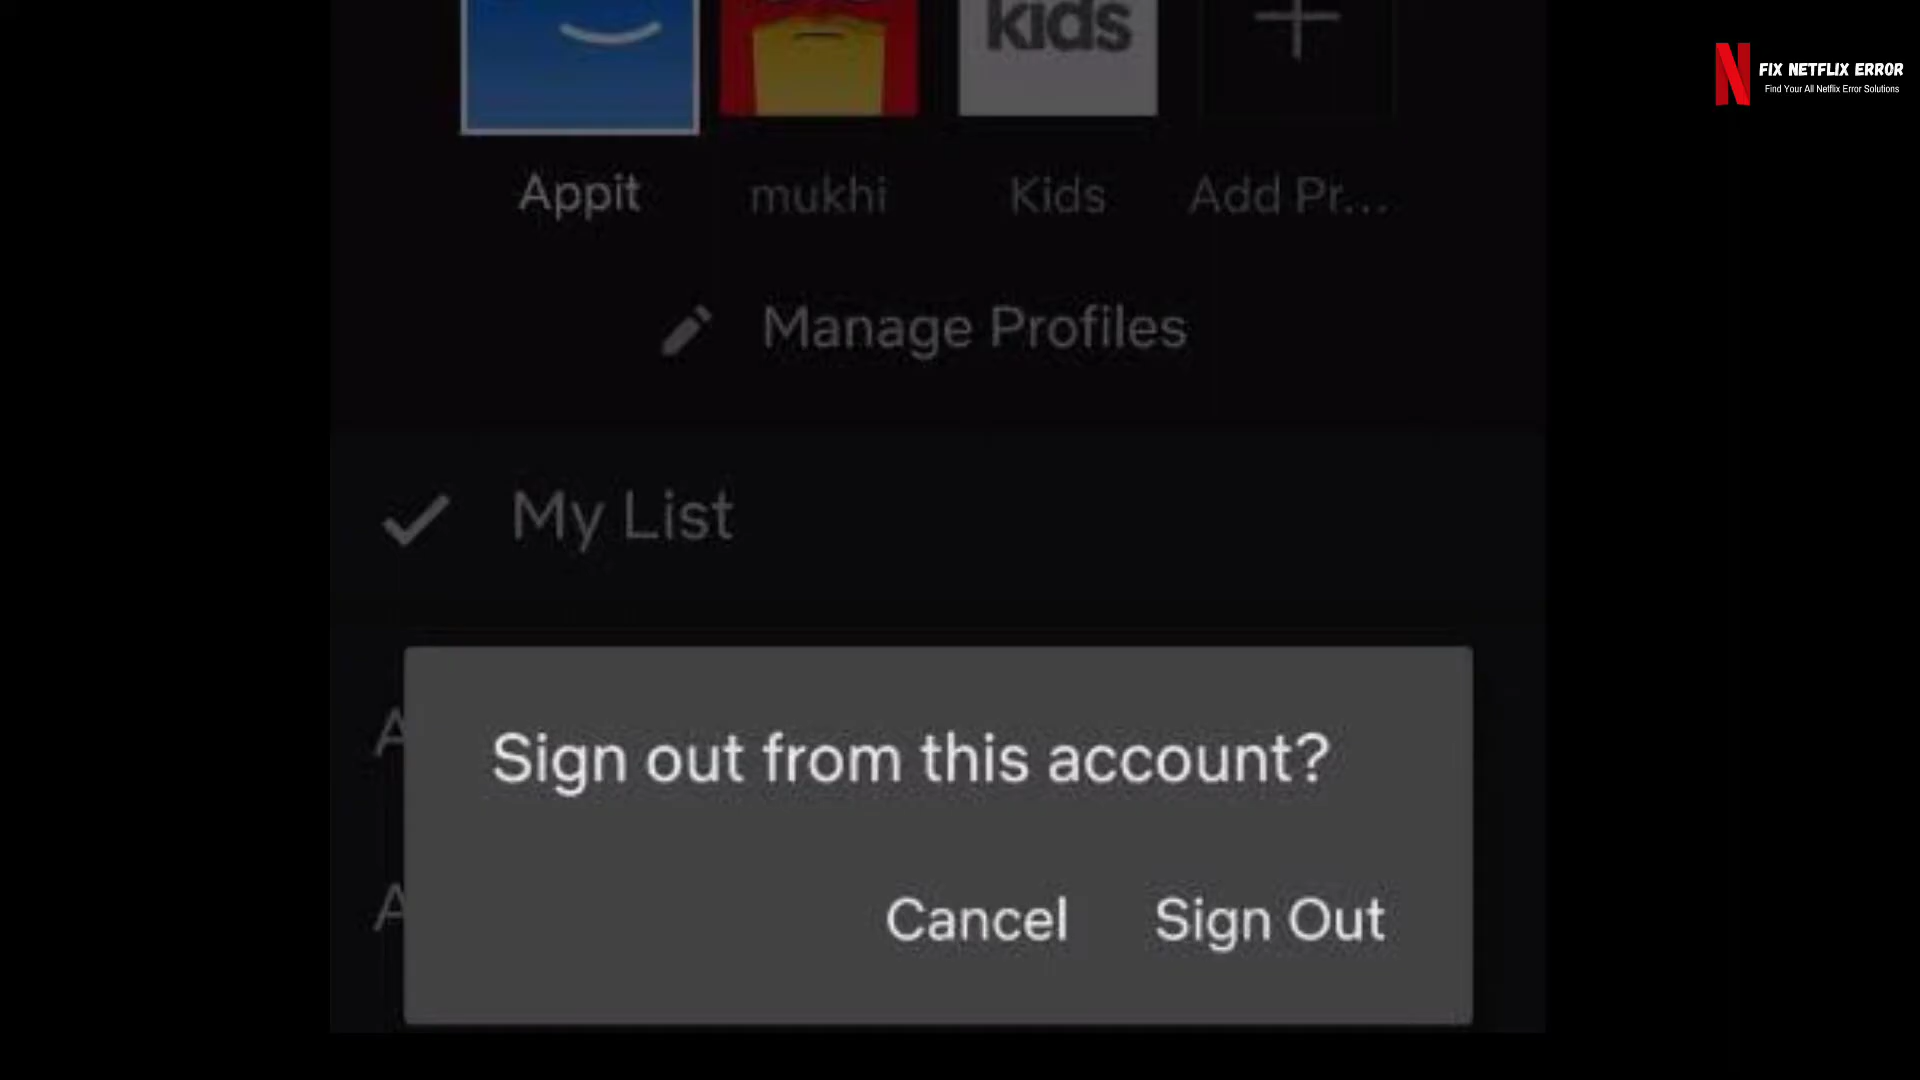 kids
FIX NETFLIX ERROR
Find Your All Netflix Error Solutions
Appit
mukhi
Kids
Add Pr...
Manage Profiles
My List
A
Sign out from this account?
A
Cancel
Sign Out